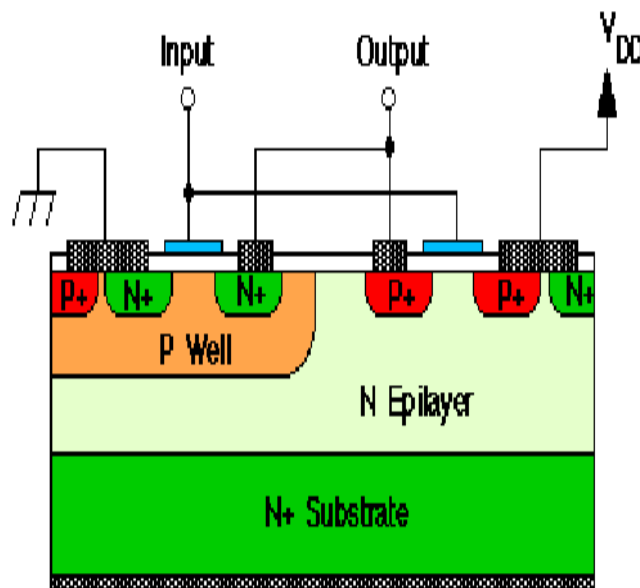 Input
Output
VDD
P+
N+
N+
P+
P+
N+
P Well
N Epilayer
N+ Substrate